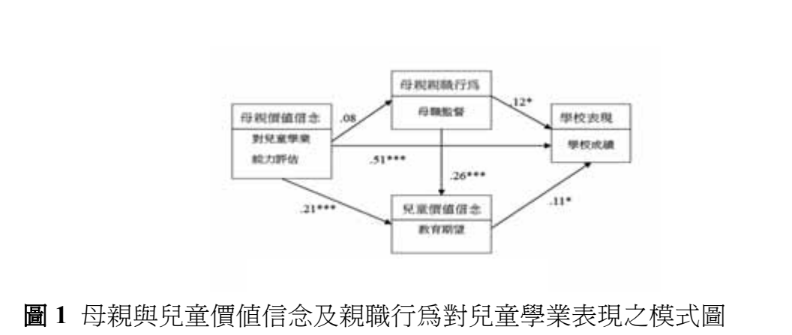 母親親職行為
母職監督
母親價值信念
對兒童學業
能力評估
學校表現
學校成績
.08
.12*
.51***
.26***
.21***
.11*
兒童價值信念
教育期望
圖 1 母親與兒童價值信念及親職行為對兒童學業表現之模式圖